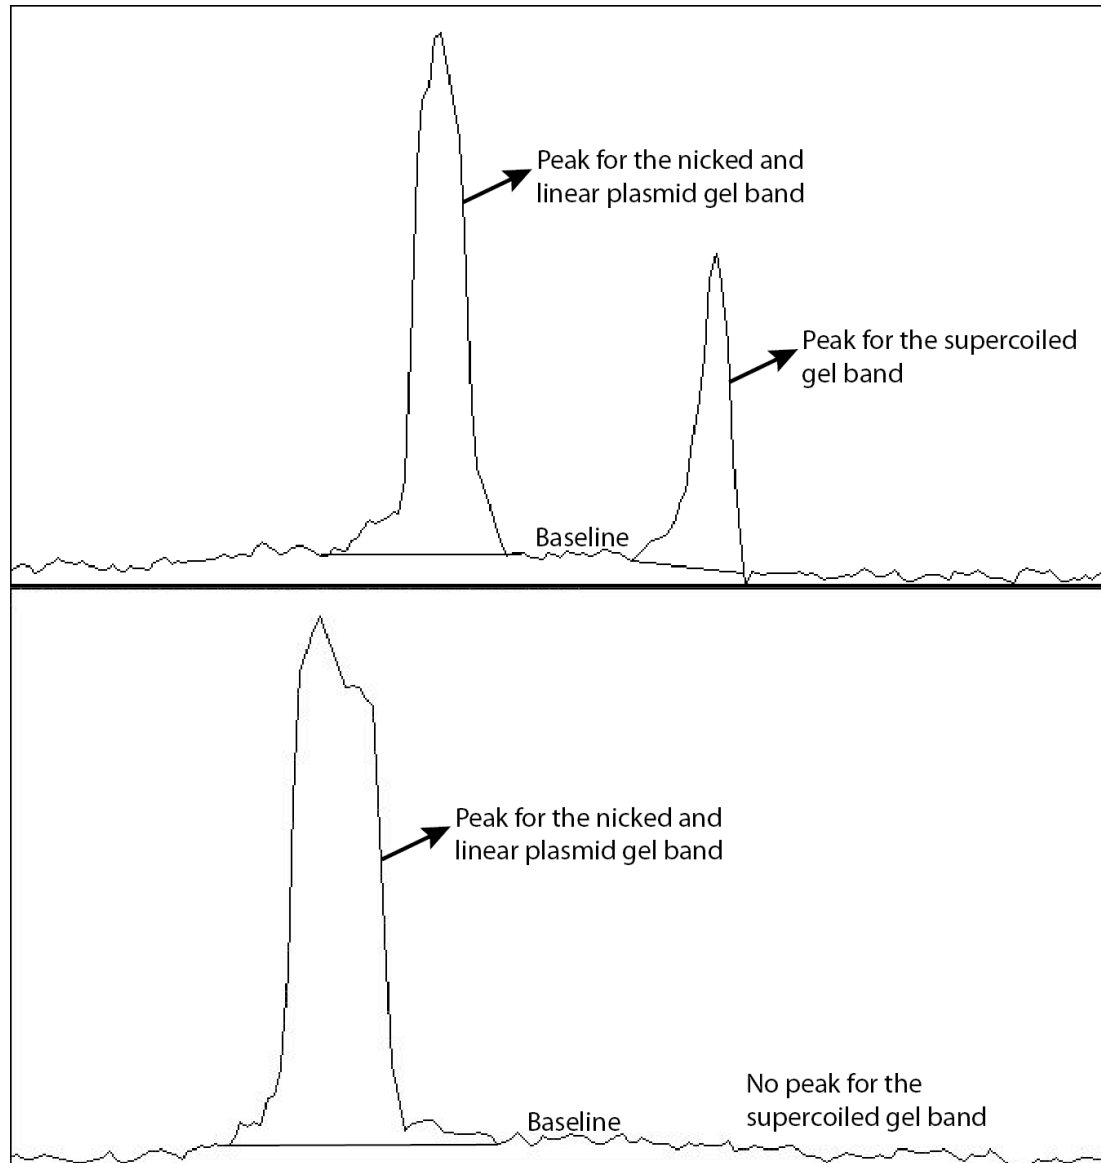 Peak for the nicked and
linear plasmid gel band
Peak for the supercoiled
gel band
Baseline
Peak for the nicked and
linear plasmid gel band
No peak for the
supercoiled gel band
Baseline